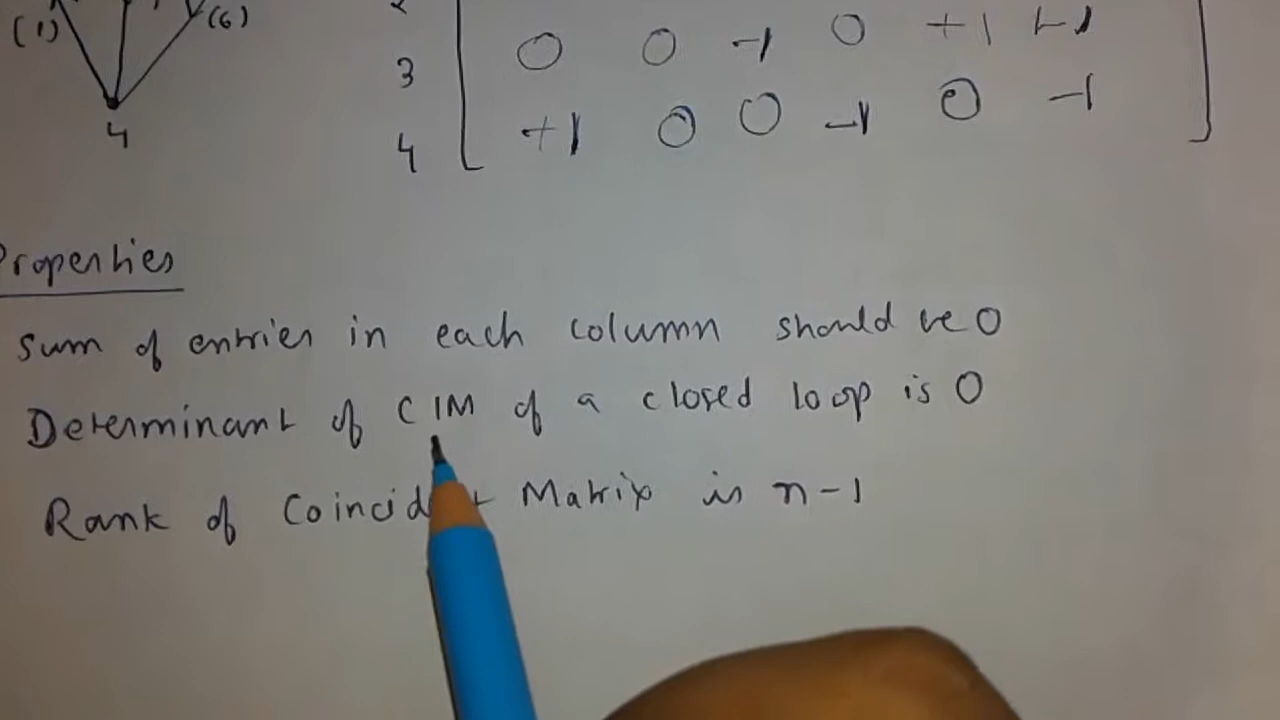 (1) (6)
3 0 0 -1 0 +1 +1
4 4 +1 0 0 -1 0 -1
Properties
Sum of entries in each column should be 0
Determinant of CIM of a closed loop is 0
Rank of Matrix is n-1